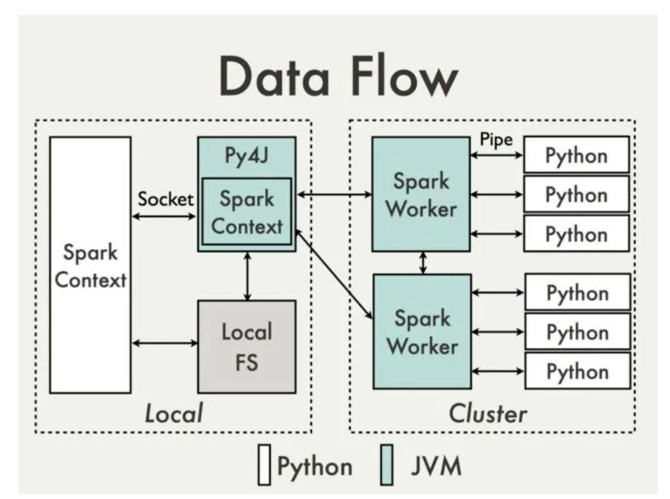 Data Flow
Spark
Context
Socket
Py4J
Spark
Context
Local
FS
Local
Spark
Worker
Pipe
Python
Python
Python
Spark
Worker
Python
Python
Python
Cluster
Python
JVM